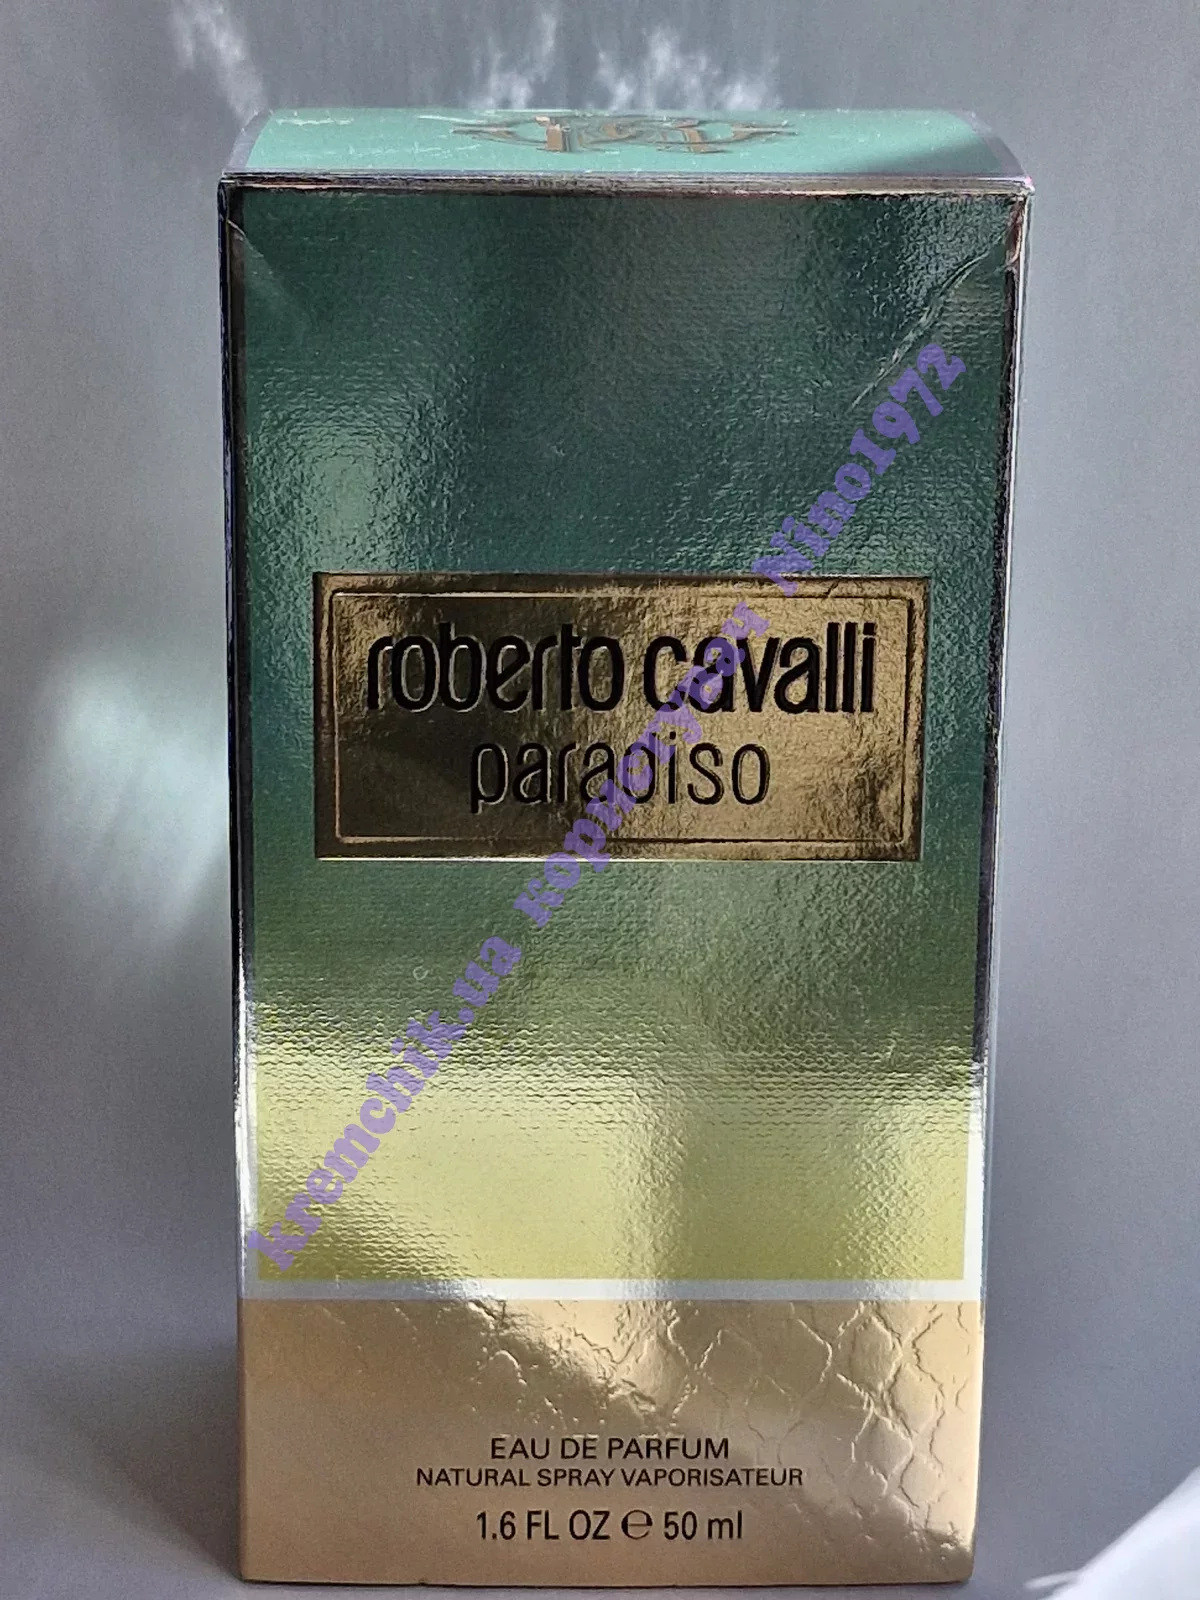 roberto cavalli
paradiso
kremchik.ua користувач Nino1972
EAU DE PARFUM
NATURAL SPRAY VAPORISATEUR
1.6 FL OZ ℮ 50 ml